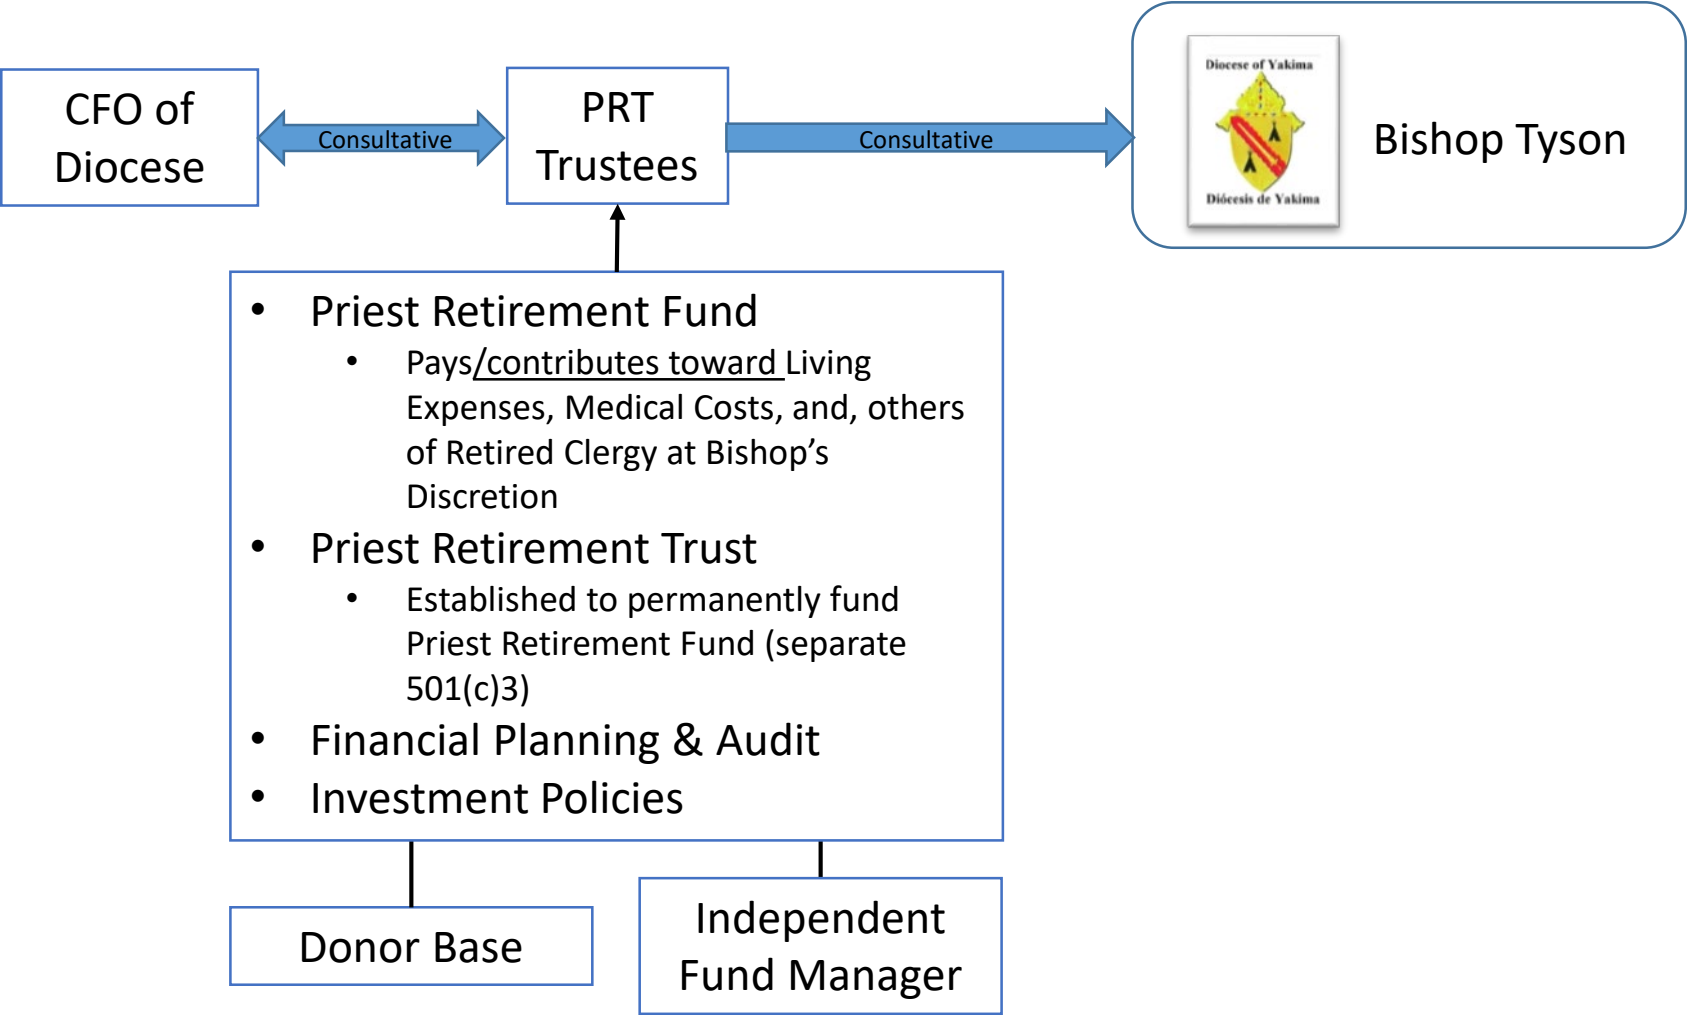 CFO of
Diocese
Consultative
PRT
Trustees
Consultative
Diocese of Yakima
Diócesis de Yakima
Bishop Tyson
• Priest Retirement Fund
• Pays/contributes toward Living
Expenses, Medical Costs, and, others
of Retired Clergy at Bishop’s
Discretion
• Priest Retirement Trust
• Established to permanently fund
Priest Retirement Fund (separate
501(c)3)
• Financial Planning & Audit
• Investment Policies
Donor Base
Independent
Fund Manager